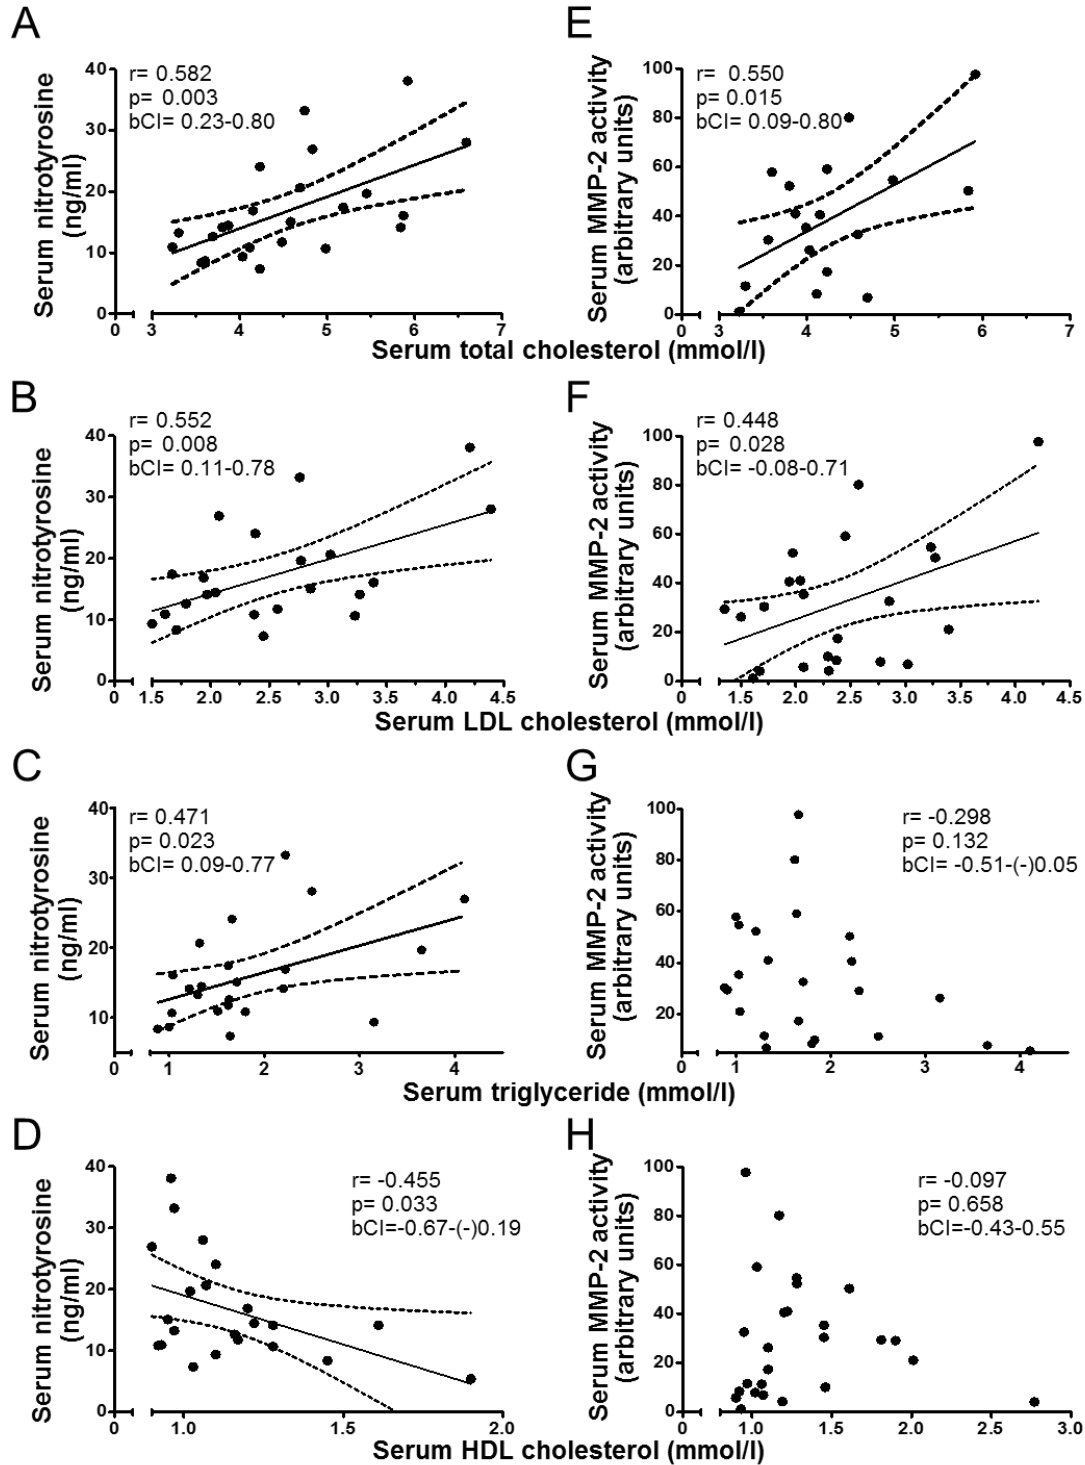 A
r= 0.582
p= 0.003
bCI= 0.23-0.80
Serum nitrotyrosine
(ng/ml)
40
30
20
10
0
0 3 4 5 6 7
E
r= 0.550
p= 0.015
bCI= 0.09-0.80
Serum MMP-2 activity
(arbitrary units)
100
80
60
40
20
0
0 3 4 5 6 7
Serum total cholesterol (mmol/l)
B
r= 0.552
p= 0.008
bCI= 0.11-0.78
Serum nitrotyrosine
(ng/ml)
40
30
20
10
0
0 1.5 2.0 2.5 3.0 3.5 4.0 4.5
F
r= 0.448
p= 0.028
bCI= -0.08-0.71
Serum MMP-2 activity
(arbitrary units)
100
80
60
40
20
0
0 1.5 2.0 2.5 3.0 3.5 4.0 4.5
Serum LDL cholesterol (mmol/l)
C
r= 0.471
p= 0.023
bCI= 0.09-0.77
Serum nitrotyrosine
(ng/ml)
40
30
20
10
0 1 2 3 4
G
r= -0.298
p= 0.132
bCI= -0.51-(-)0.05
Serum MMP-2 activity
(arbitrary units)
100
80
60
40
20
0 1 2 3 4
Serum triglyceride (mmol/l)
D
r= -0.455
p= 0.033
bCI=-0.67-(-)0.19
Serum nitrotyrosine
(ng/ml)
40
30
20
10
0
0 1.0 1.5 2.0
H
r= -0.097
p= 0.658
bCI=-0.43-0.55
Serum MMP-2 activity
(arbitrary units)
100
80
60
40
20
0
0 1.0 1.5 2.0 2.5 3.0
Serum HDL cholesterol (mmol/l)